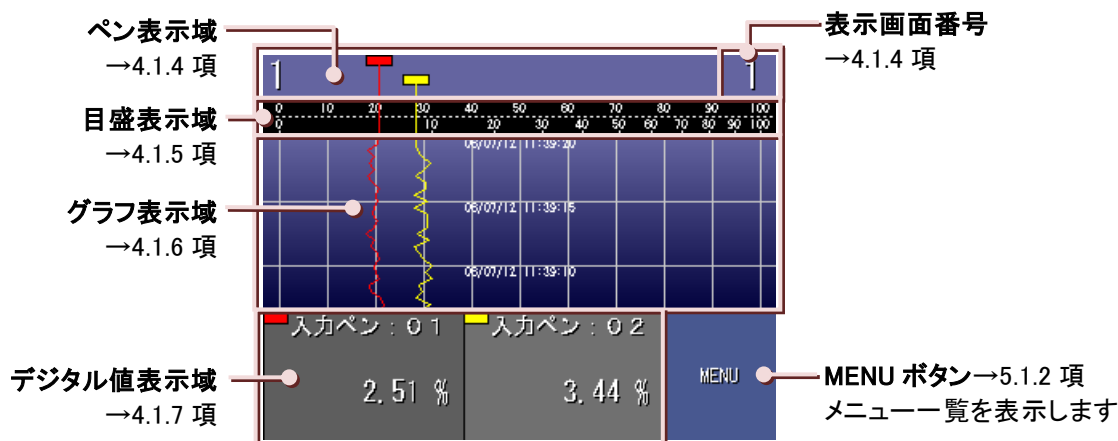 ペン表示域
→4.1.4 項
表示画面番号
→4.1.4 項
1
1
目盛表示域
→4.1.5 項
0 10 20 30 40 50 60 70 80 90 100
0 10 20 30 40 50 60 70 80 90 100
グラフ表示域
→4.1.6 項
06/07/12 11:39:20
06/07/12 11:39:15
06/07/12 11:39:10
デジタル値表示域
→4.1.7 項
入力ペン:01
2.51 %
入力ペン:02
3.44 %
MENU
MENU ボタン→5.1.2 項
メニュー一覧を表示します